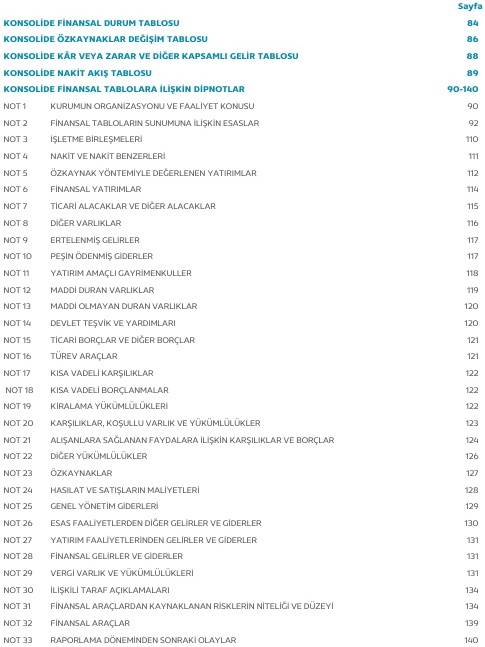 Sayfa
KONSOLİDE FİNANSAL DURUM TABLOSU 84
KONSOLİDE ÖZKAYNAKLAR DEĞİŞİM TABLOSU 86
KONSOLİDE KÂR VEYA ZARAR VE DİĞER KAPSAMLI GELİR TABLOSU 88
KONSOLİDE NAKİT AKIŞ TABLOSU 89
KONSOLİDE FİNANSAL TABLOLARA İLİŞKİN DİPNOTLAR 90-140
NOT 1 KURUMUN ORGANİZASYONU VE FAALİYET KONUSU 90
NOT 2 FİNANSAL TABLOLARIN SUNUMUNA İLİŞKİN ESASLAR 92
NOT 3 İŞLETME BİRLEŞMELERİ 110
NOT 4 NAKİT VE NAKİT BENZERLERİ 111
NOT 5 ÖZKAYNAK YÖNTEMİYLE DEĞERLENEN YATIRIMLAR 112
NOT 6 FİNANSAL YATIRIMLAR 114
NOT 7 TİCARİ ALACAKLAR VE DİĞER ALACAKLAR 115
NOT 8 DİĞER VARLIKLAR 116
NOT 9 ERTELENMİŞ GELİRLER 117
NOT 10 PEŞİN ÖDENMİŞ GİDERLER 117
NOT 11 YATIRIM AMAÇLI GAYRİMENKULLER 118
NOT 12 MADDİ DURAN VARLIKLAR 119
NOT 13 MADDİ OLMAYAN DURAN VARLIKLAR 120
NOT 14 DEVLET TEŞVİK VE YARDIMLARI 120
NOT 15 TİCARİ BORÇLAR VE DİĞER BORÇLAR 121
NOT 16 TÜREV ARAÇLAR 121
NOT 17 KISA VADELİ KARŞILIKLAR 122
NOT 18 KISA VADELİ BORÇLANMALAR 122
NOT 19 KİRALAMA YÜKÜMLÜLÜKLERİ 122
NOT 20 KARŞILIKLAR, KOŞULLU VARLIK VE YÜKÜMLÜLÜKLER 123
NOT 21 ALIŞANLARA SAĞLANAN FAYDALARA İLİŞKİN KARŞILIKLAR VE BORÇLAR 124
NOT 22 DİĞER YÜKÜMLÜLÜKLER 126
NOT 23 ÖZKAYNAKLAR 127
NOT 24 HASILAT VE SATIŞLARIN MALİYETLERİ 128
NOT 25 GENEL YÖNETİM GİDERLERİ 129
NOT 26 ESAS FAALİYETLERDEN DİĞER GELİRLER VE GİDERLER 130
NOT 27 YATIRIM FAALİYETLERİNDEN GELİRLER VE GİDERLER 131
NOT 28 FİNANSAL GELİRLER VE GİDERLER 131
NOT 29 VERGİ VARLIK VE YÜKÜMLÜLÜKLERİ 131
NOT 30 İLİŞKİLİ TARAF AÇIKLAMALARI 134
NOT 31 FİNANSAL ARAÇLARDAN KAYNAKLANAN RİSKLERİN NİTELİĞİ VE DÜZEYİ 134
NOT 32 FİNANSAL ARAÇLAR 139
NOT 33 RAPORLAMA DÖNEMİNDEN SONRAKİ OLAYLAR 140